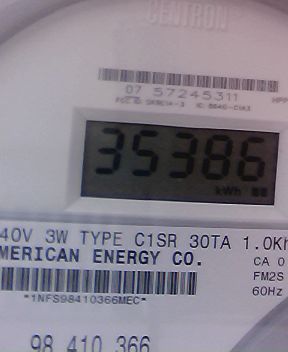 CENTRON
07 57245311
35386
kWh
40V 3W TYPE C1SR 30TA 1.0Kh
MERICAN ENERGY CO.
CA 0
FM2S
60Hz
*1NFS98410366MEC*
98 410 366